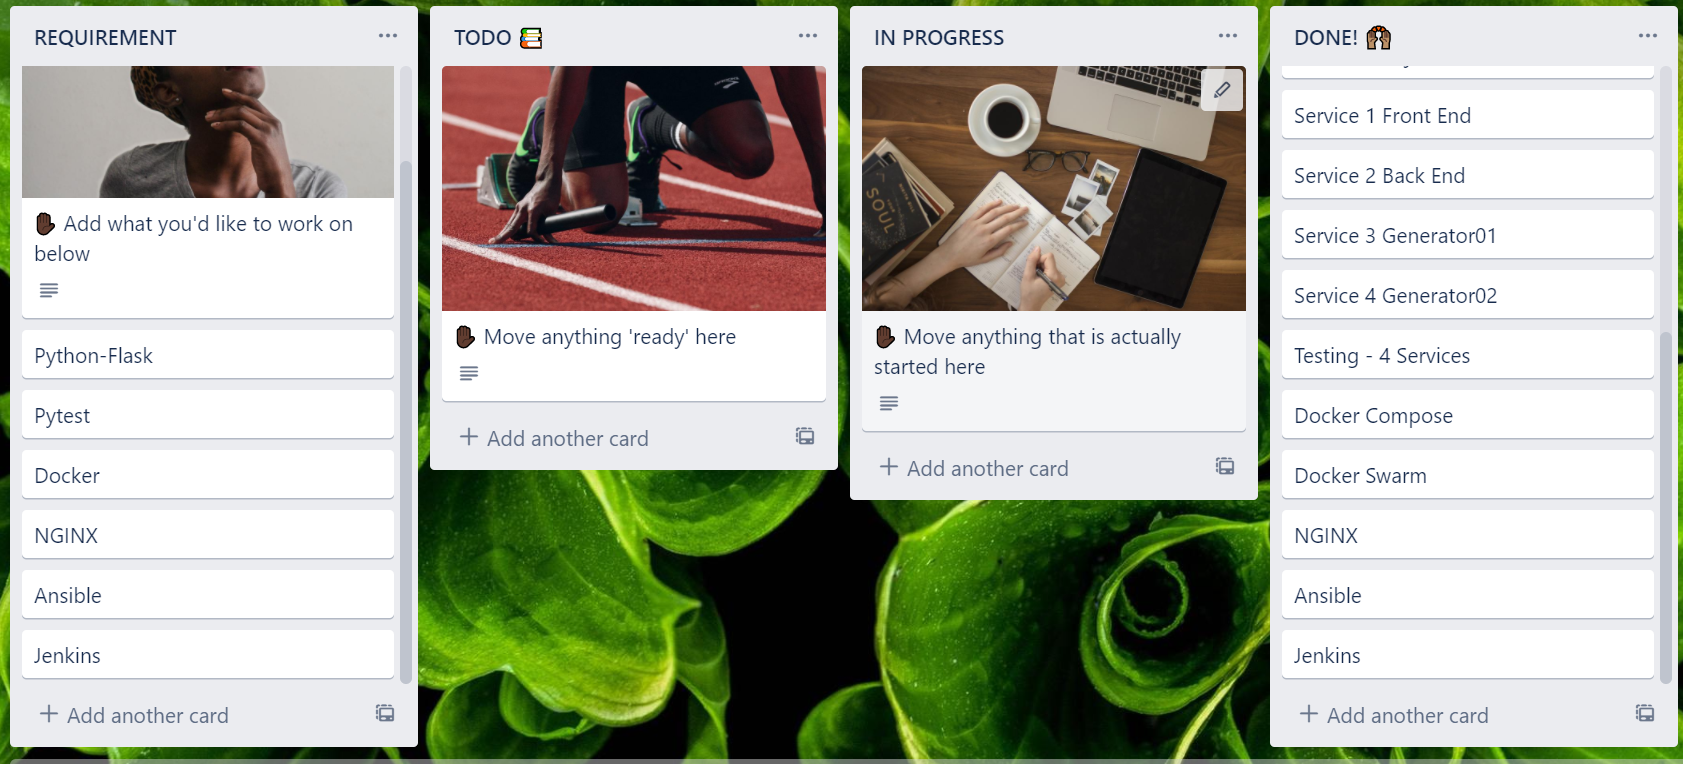 REQUIREMENT
✋🏿 Add what you'd like to work on
below
Python-Flask
Pytest
Docker
NGINX
Ansible
Jenkins
+ Add another card
TODO 📚
✋🏿 Move anything 'ready' here
+ Add another card
IN PROGRESS
SOUL
✋🏿 Move anything that is actually
started here
+ Add another card
DONE! 🙌🏽
Service 1 Front End
Service 2 Back End
Service 3 Generator01
Service 4 Generator02
Testing - 4 Services
Docker Compose
Docker Swarm
NGINX
Ansible
Jenkins
+ Add another card